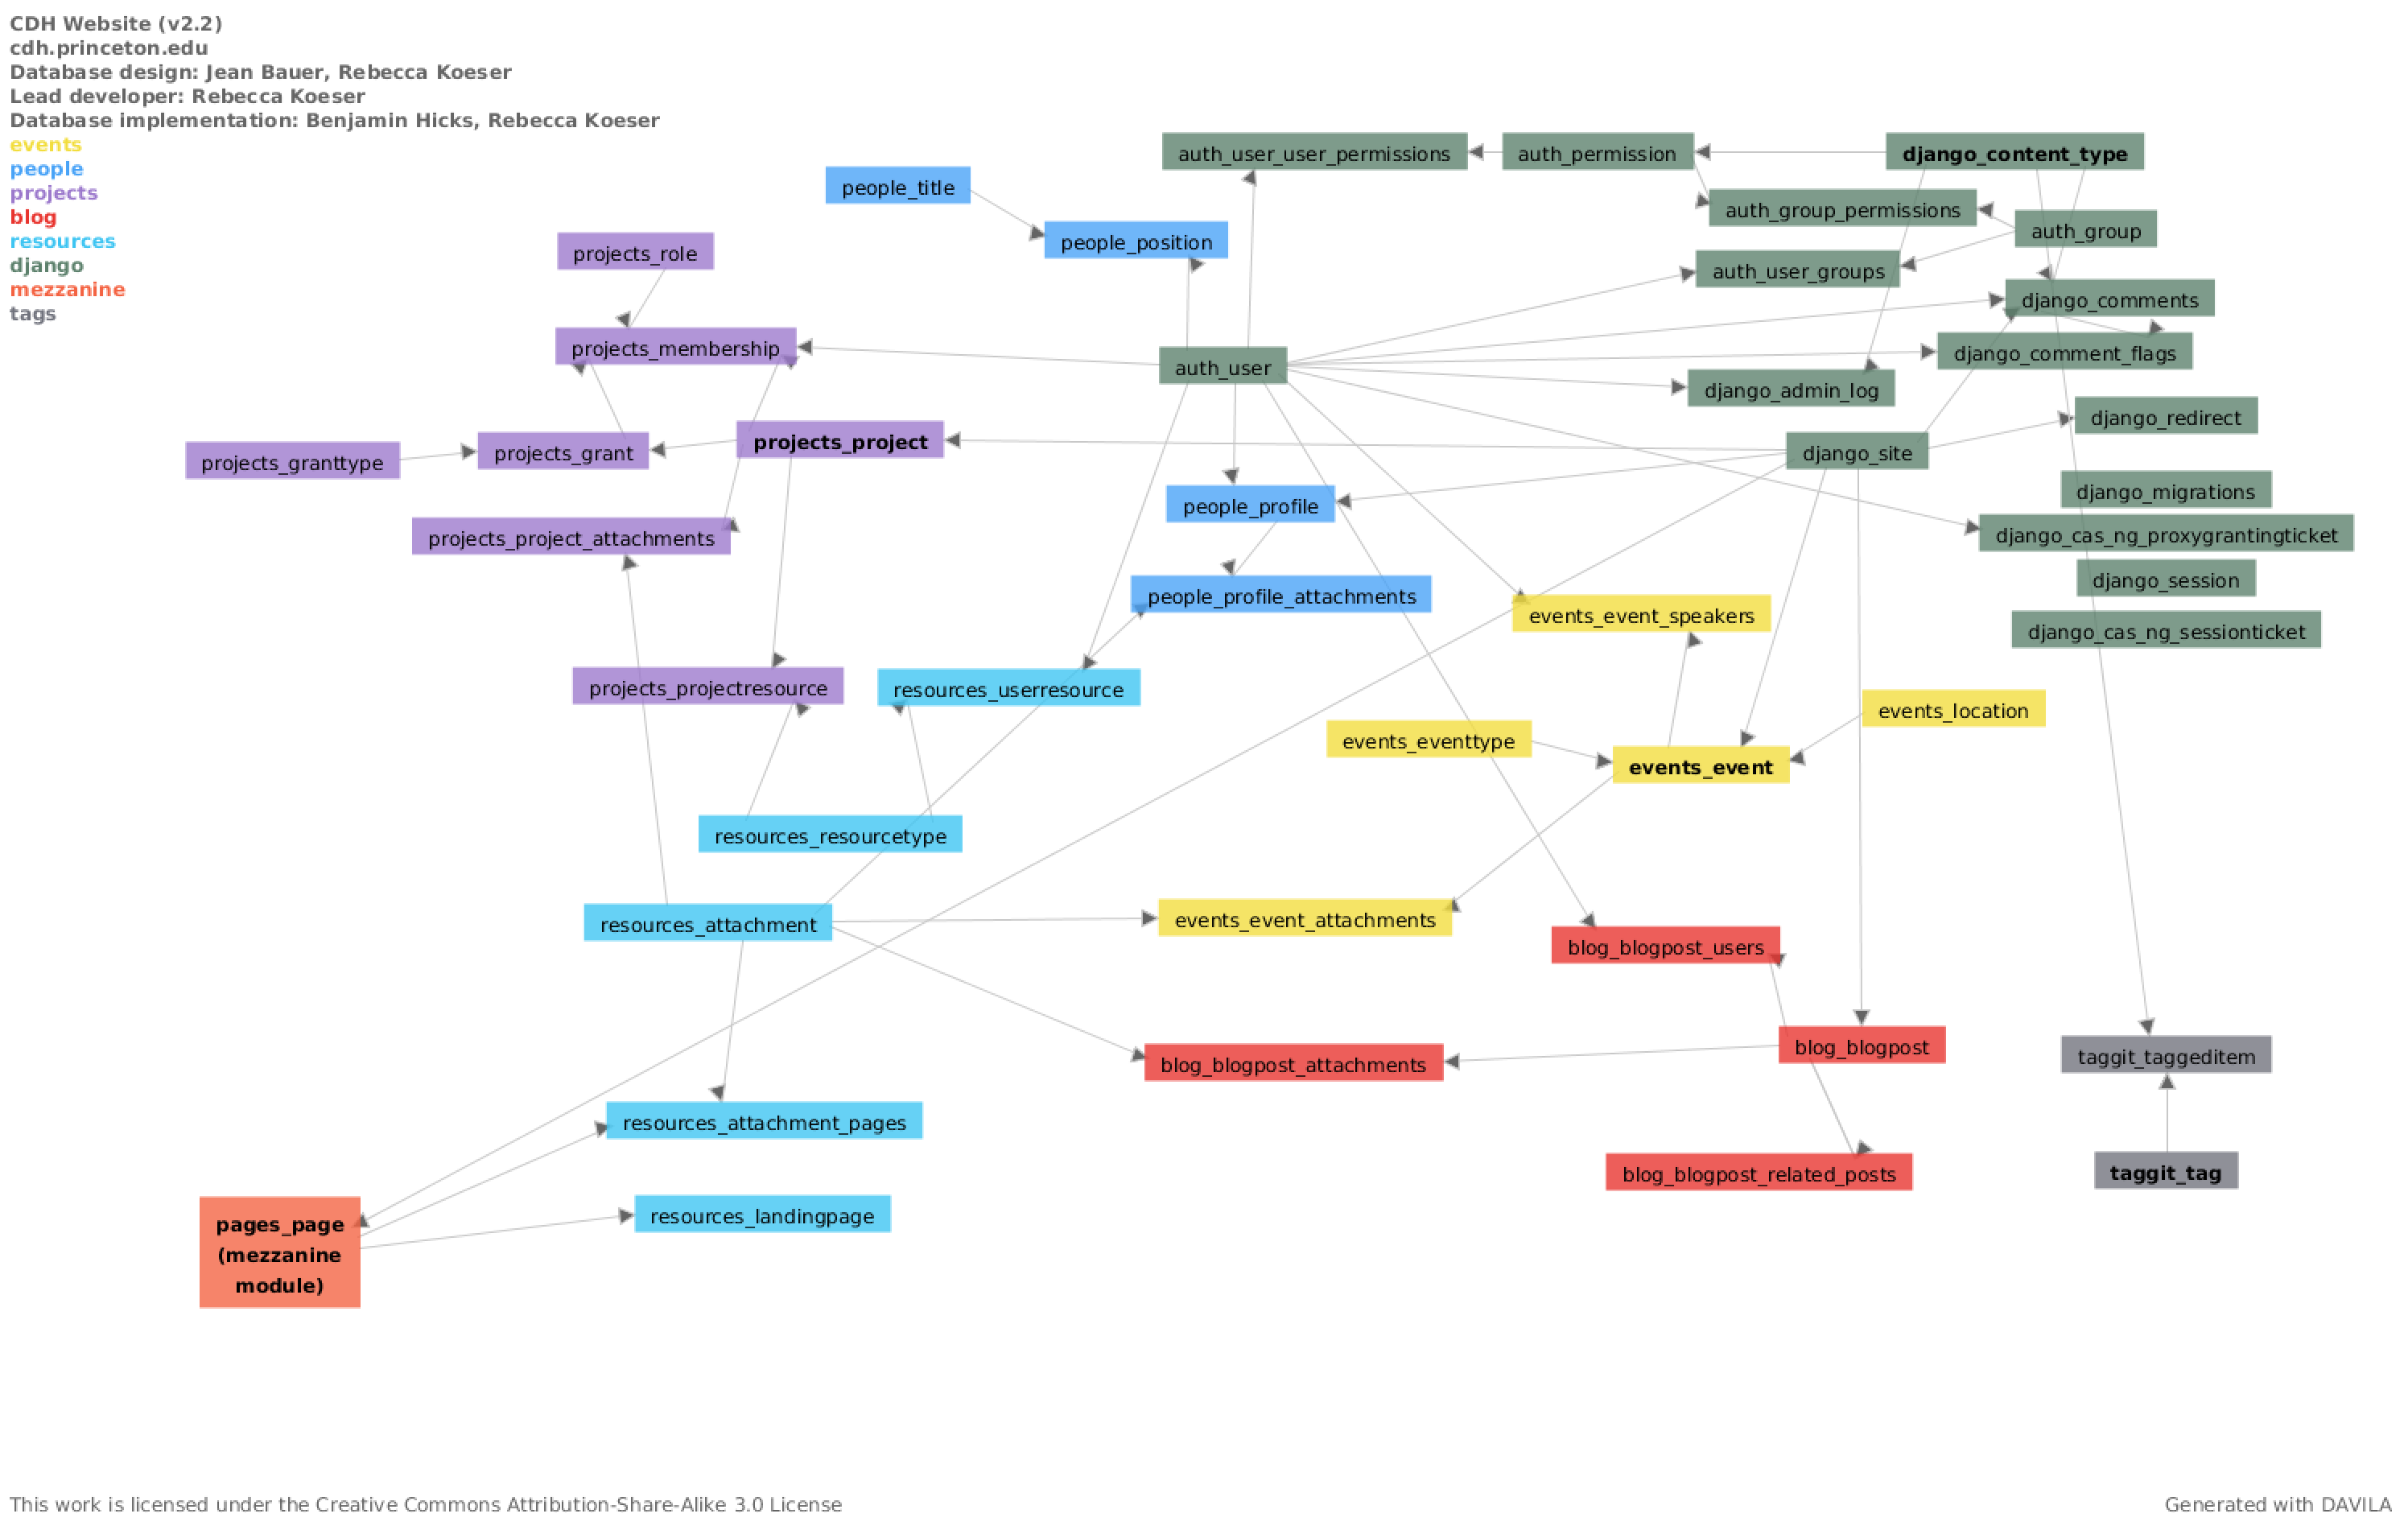 CDH Website (v2.2)
cdh.princeton.edu
Database design: Jean Bauer, Rebecca Koeser
Lead developer: Rebecca Koeser
Database implementation: Benjamin Hicks, Rebecca Koeser
events
people
projects
blog
resources
django
mezzanine
tags
auth_user_user_permissions
auth_permission
django_content_type
people_title
auth_group_permissions
auth_group
people_position
projects_role
auth_user_groups
django_comments
projects_membership
django_comment_flags
auth_user
django_admin_log
django_redirect
projects_project
projects_grant
django_site
projects_granttype
django_migrations
people_profile
django_cas_ng_proxygrantingticket
projects_project_attachments
django_session
people_profile_attachments
events_event_speakers
django_cas_ng_sessionticket
projects_projectresource
resources_userresource
events_location
events_eventtype
events_event
resources_resourcetype
resources_attachment
events_event_attachments
blog_blogpost_users
blog_blogpost
taggit_taggeditem
blog_blogpost_attachments
resources_attachment_pages
blog_blogpost_related_posts
taggit_tag
resources_landingpage
pages_page
(mezzanine
module)
This work is licensed under the Creative Commons Attribution-Share-Alike 3.0 License
Generated with DAVILA